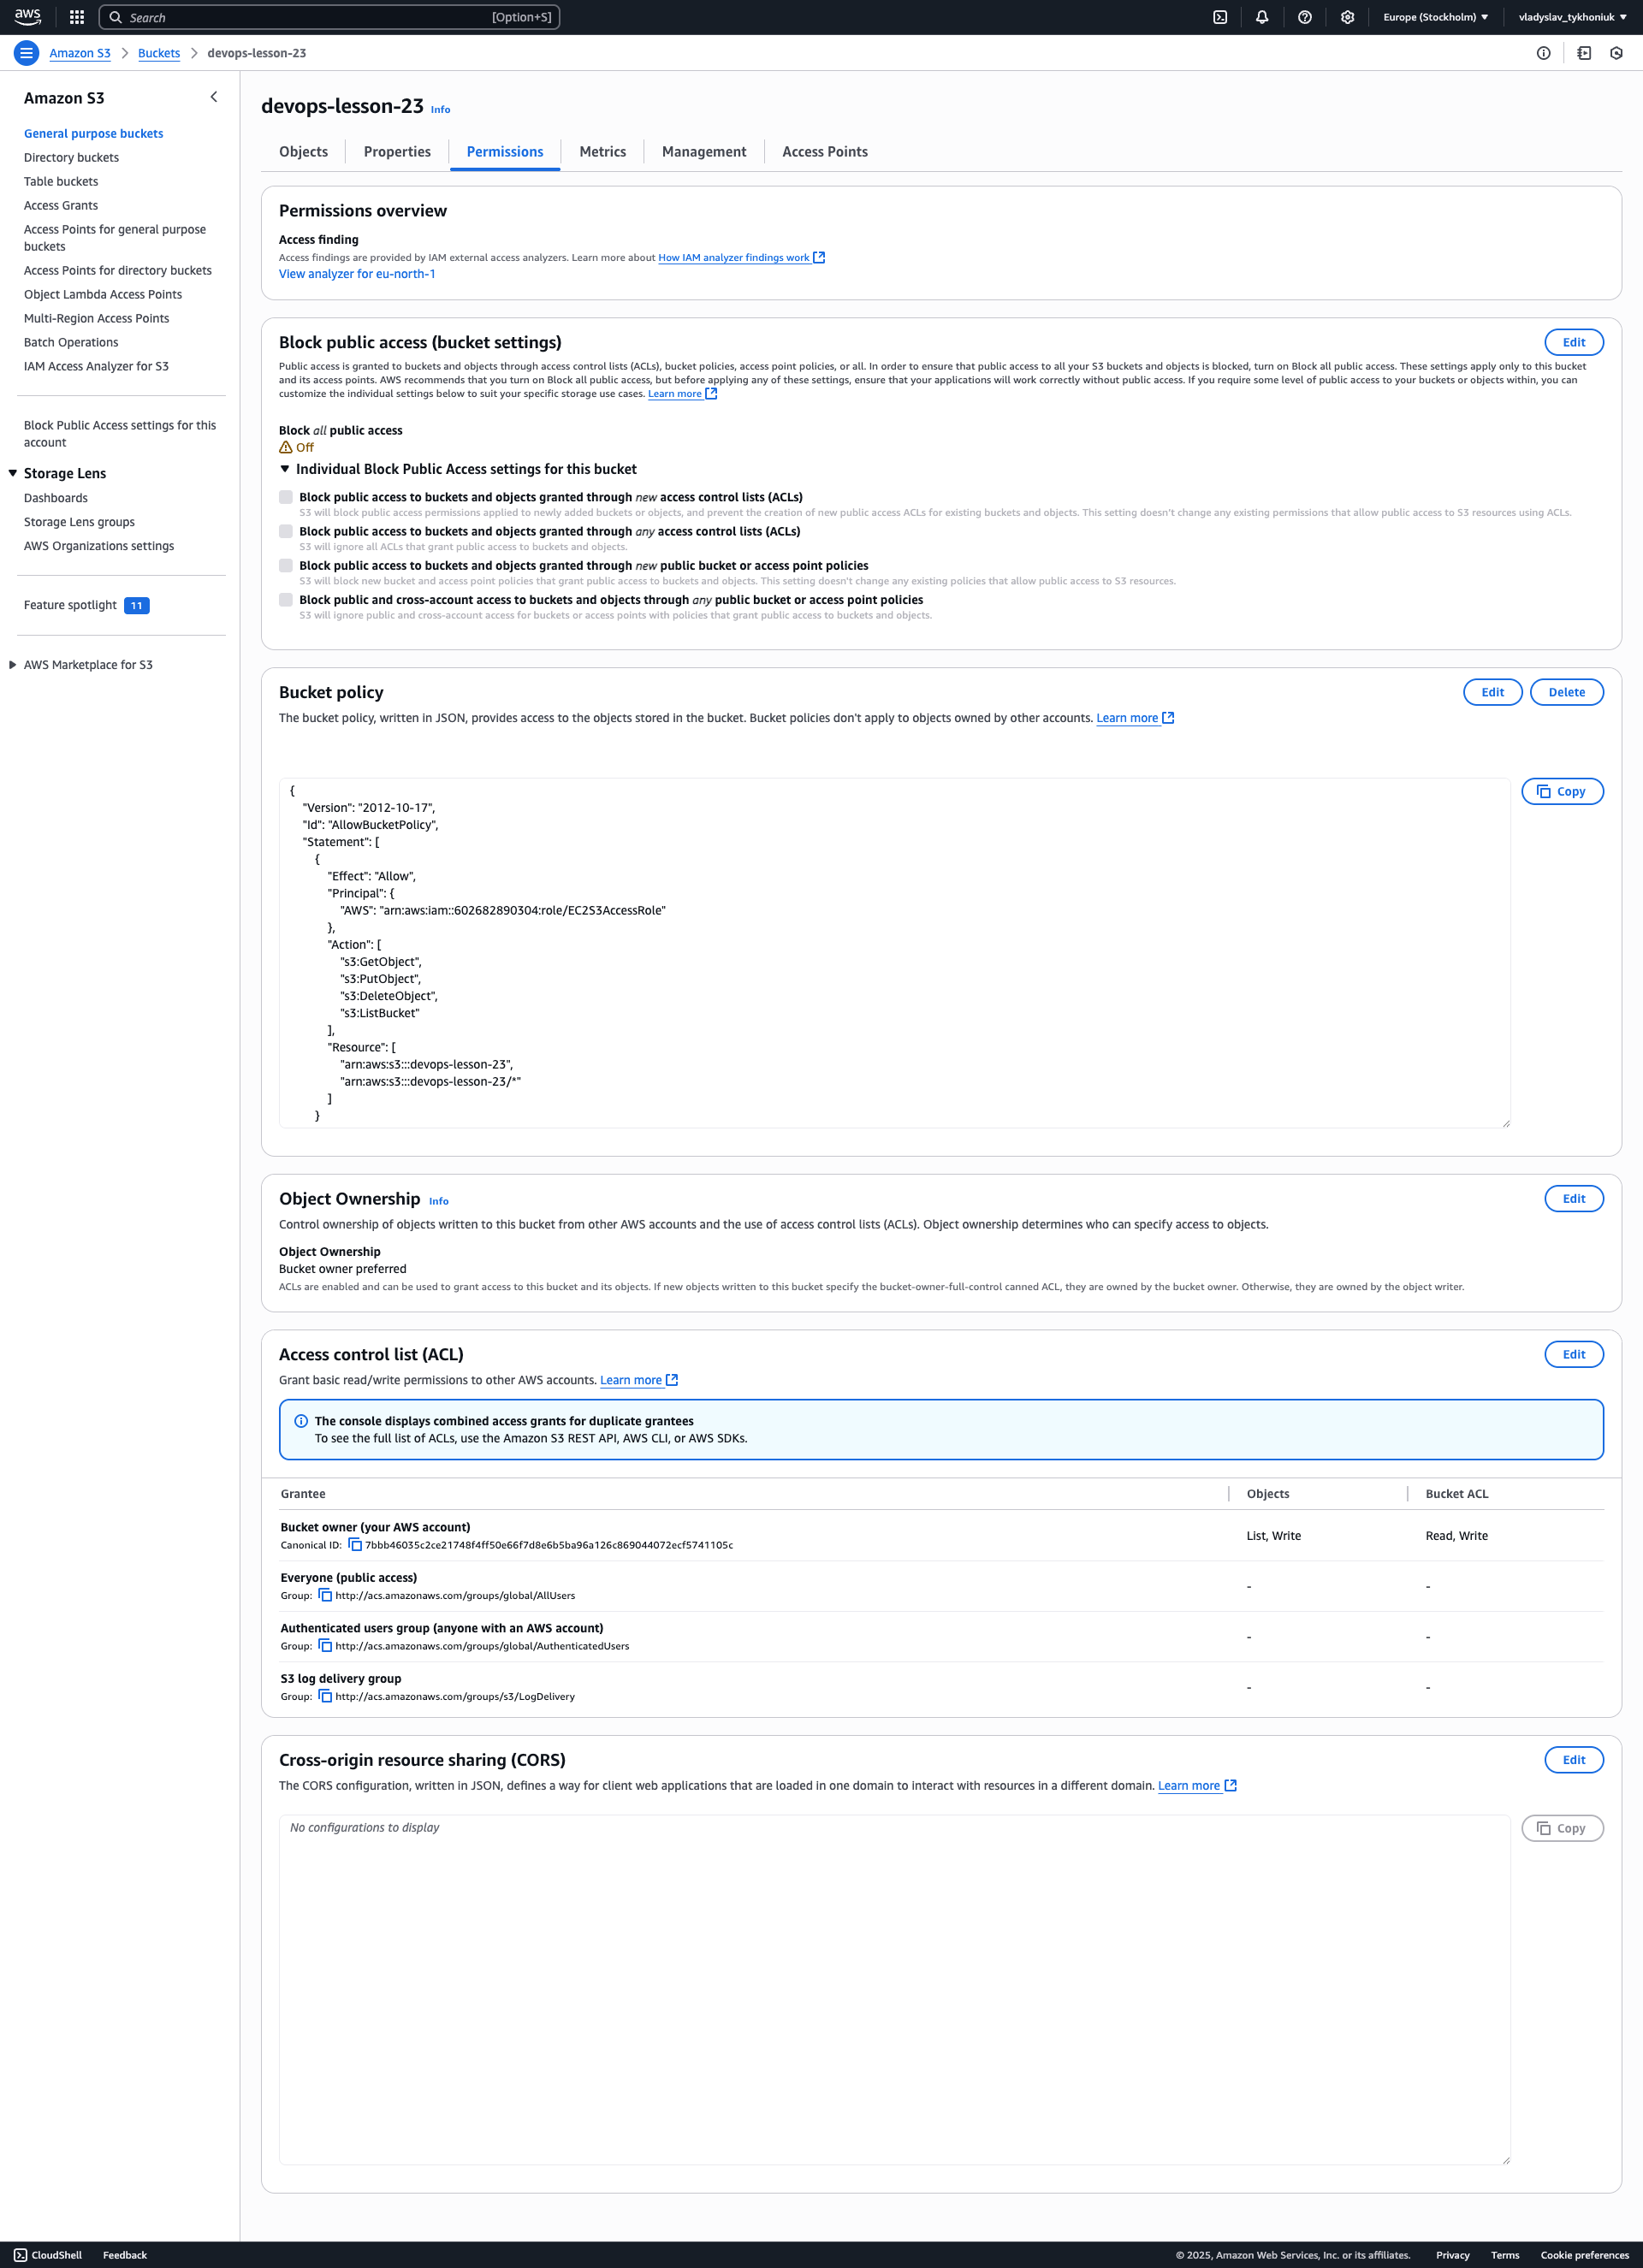 aws
Search [Option+S]
Europe (Stockholm)
vladyslav_tykhoniuk
Amazon S3
Buckets
devops-lesson-23
Amazon S3
General purpose buckets
Directory buckets
Table buckets
Access Grants
Access Points for general purpose
buckets
Access Points for directory buckets
Object Lambda Access Points
Multi-Region Access Points
Batch Operations
IAM Access Analyzer for S3
Block Public Access settings for this
account
Storage Lens
Dashboards
Storage Lens groups
AWS Organizations settings
Feature spotlight 11
AWS Marketplace for S3
devops-lesson-23 Info
Objects
Properties
Permissions
Metrics
Management
Access Points
Permissions overview
Access finding
Access findings are provided by IAM external access analyzers. Learn more about How IAM analyzer findings work
View analyzer for eu-north-1
Block public access (bucket settings)
Edit
Public access is granted to buckets and objects through access control lists (ACLs), bucket policies, access point policies, or all. In order to ensure that public access to all your S3 buckets and objects is blocked, turn on Block all public access. These settings apply only to this bucket
and its access points. AWS recommends that you turn on Block all public access, but before applying any of these settings, ensure that your applications will work correctly without public access. If you require some level of public access to your buckets or objects within, you can
customize the individual settings below to suit your specific storage use cases. Learn more
Block all public access
Off
Individual Block Public Access settings for this bucket
Block public access to buckets and objects granted through new access control lists (ACLs)
S3 will block public access permissions applied to newly added buckets or objects, and prevent the creation of new public access ACLs for existing buckets and objects. This setting doesn't change any existing permissions that allow public access to S3 resources using ACLs.
Block public access to buckets and objects granted through any access control lists (ACLs)
S3 will ignore all ACLs that grant public access to buckets and objects.
Block public access to buckets and objects granted through new public bucket or access point policies
S3 will block new bucket and access point policies that grant public access to buckets and objects. This setting doesn't change any existing policies that allow public access to S3 resources.
Block public and cross-account access to buckets and objects through any public bucket or access point policies
S3 will ignore public and cross-account access for buckets or access points with policies that grant public access to buckets and objects.
Bucket policy
Edit
Delete
The bucket policy, written in JSON, provides access to the objects stored in the bucket. Bucket policies don't apply to objects owned by other accounts. Learn more
Copy
{
"Version": "2012-10-17",
"Id": "AllowBucketPolicy",
"Statement": [
{
"Effect": "Allow",
"Principal": {
"AWS": "arn:aws:iam::602682890304:role/EC2S3AccessRole"
},
"Action": [
"s3:GetObject",
"s3:PutObject",
"s3:DeleteObject",
"s3:ListBucket"
],
"Resource": [
"arn:aws:s3:::devops-lesson-23",
"arn:aws:s3:::devops-lesson-23/*"
]
}
Object Ownership Info
Edit
Control ownership of objects written to this bucket from other AWS accounts and the use of access control lists (ACLs). Object ownership determines who can specify access to objects.
Object Ownership
Bucket owner preferred
ACLs are enabled and can be used to grant access to this bucket and its objects. If new objects written to this bucket specify the bucket-owner-full-control canned ACL, they are owned by the bucket owner. Otherwise, they are owned by the object writer.
Access control list (ACL)
Edit
Grant basic read/write permissions to other AWS accounts. Learn more
The console displays combined access grants for duplicate grantees
To see the full list of ACLs, use the Amazon S3 REST API, AWS CLI, or AWS SDKs.
Grantee Objects Bucket ACL
Bucket owner (your AWS account)
Canonical ID: 7bbb46035c2ce21748f4ff50e66f7d8e6b5ba96a126c869044072ecf5741105c
List, Write Read, Write
Everyone (public access)
Group: http://acs.amazonaws.com/groups/global/AllUsers
- -
Authenticated users group (anyone with an AWS account)
Group: http://acs.amazonaws.com/groups/global/AuthenticatedUsers
- -
S3 log delivery group
Group: http://acs.amazonaws.com/groups/s3/LogDelivery
- -
Cross-origin resource sharing (CORS)
Edit
The CORS configuration, written in JSON, defines a way for client web applications that are loaded in one domain to interact with resources in a different domain. Learn more
No configurations to display
Copy
CloudShell
Feedback
© 2025, Amazon Web Services, Inc. or its affiliates.
Privacy
Terms
Cookie preferences